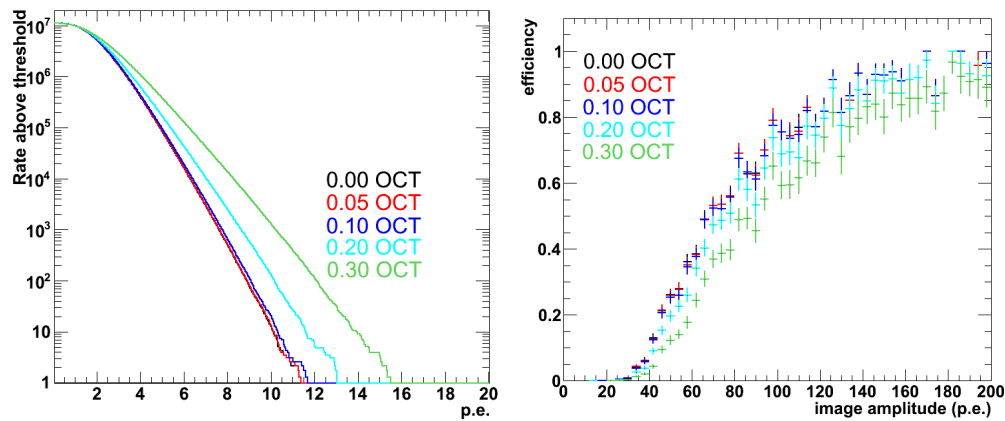 Rate above threshold
10^7
10^6
10^5
10^4
10^3
10^2
10
1
0.00 OCT
0.05 OCT
0.10 OCT
0.20 OCT
0.30 OCT
2 4 6 8 10 12 14 16 18 20
p.e.
efficiency
1
0.8
0.6
0.4
0.2
0
0.00 OCT
0.05 OCT
0.10 OCT
0.20 OCT
0.30 OCT
0 20 40 60 80 100 120 140 160 180 200
image amplitude (p.e.)